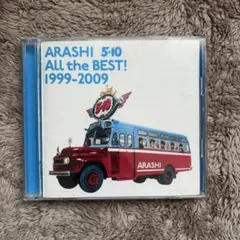 ARASHI 5×10
All the BEST!
1999-2009
ARASHI